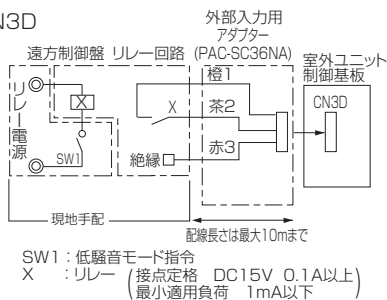 N3D
外部入力用
アダプター
(PAC-SC36NA)
遠方制御盤 リレー回路
室外ユニット
制御基板
リレー電源
X
SW1
X
橙1
茶2
赤3
絶縁
CN3D
現地手配
配線長さは最大10mまで
SW1：低騒音モード指令
X ：リレー（接点定格 DC15V 0.1A以上
最小適用負荷 1mA以下）